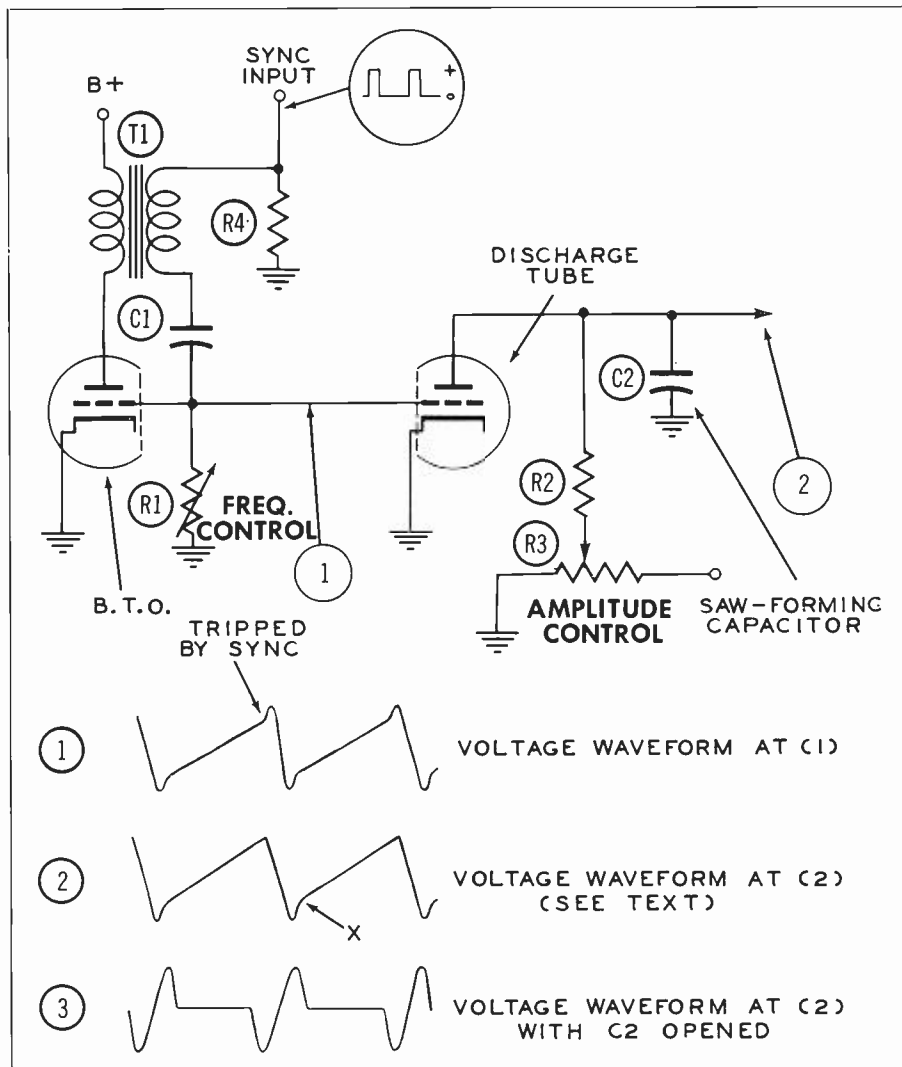 SYNC
INPUT
+
o
B+
T1
R4
DISCHARGE
TUBE
C1
C2
R1
FREQ.
CONTROL
R2
R3
1
2
B.T.O.
AMPLITUDE
CONTROL
SAW-FORMING
CAPACITOR
TRIPPED
BY SYNC
1
VOLTAGE WAVEFORM AT (1)
2
VOLTAGE WAVEFORM AT (2)
(SEE TEXT)
X
3
VOLTAGE WAVEFORM AT (2)
WITH C2 OPENED